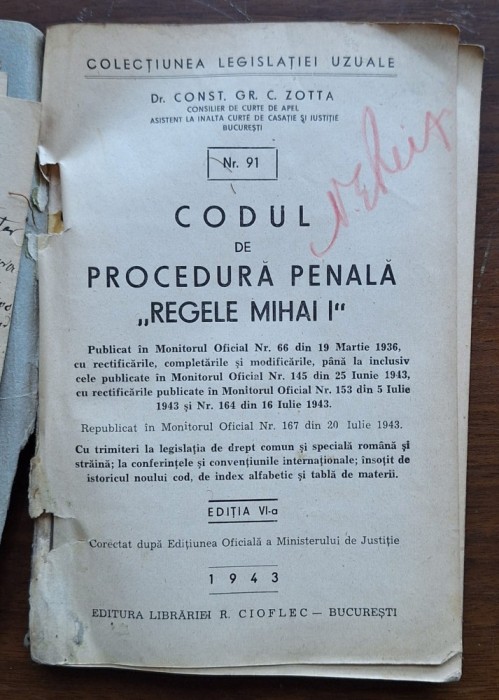 COLECȚIUNEA LEGISLAȚIEI UZUALE
Dr. CONST. GR. C. ZOTTA
CONSILIER DE CURTE DE APEL
ASISTENT LA INALTA CURTE DE CASAȚIE ȘI IUSTIȚIE
BUCUREȘTI
Nr. 91
CODUL
DE
PROCEDURĂ PENALĂ
„REGELE MIHAI I"
Publicat în Monitorul Oficial Nr. 66 din 19 Martie 1936,
cu rectificările, completările și modificările, până la inclusiv
cele publicate în Monitorul Oficial Nr. 145 din 25 Iunie 1943,
cu rectificările publicate în Monitorul Oficial Nr. 153 din 5 Iulie
1943 și Nr. 164 din 16 Iulie 1943.
Republicat în Monitorul Oficial Nr. 167 din 20 Iulie 1943.
Cu trimiteri la legislația de drept comun și specială română și
străină; la conferințele și convențiunile internaționale; însoțit de
istoricul noului cod, de index alfabetic și tablă de materii.
EDIȚIA VI-a
Corectat după Edițiunea Oficială a Ministerului de Justiție
1943
EDITURA LIBRĂRIEI R. CIOFLEC — BUCUREȘTI